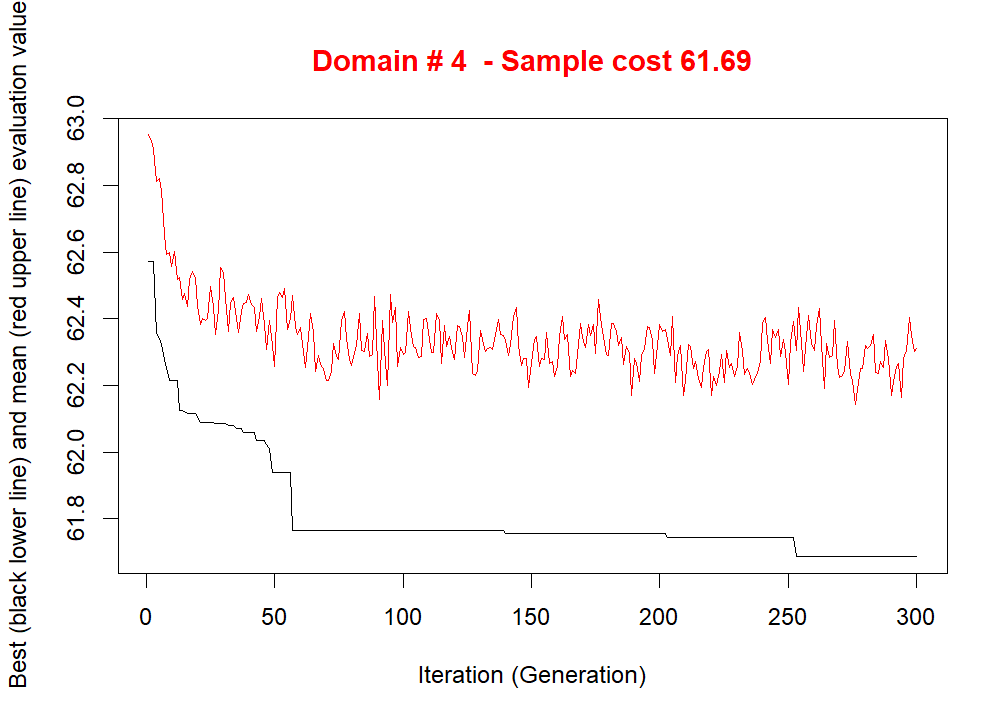 Domain # 4  - Sample cost 61.69
Best (black lower line) and mean (red upper line) evaluation value
63.0
62.8
62.6
62.4
62.2
62.0
61.8
0 50 100 150 200 250 300
Iteration (Generation)